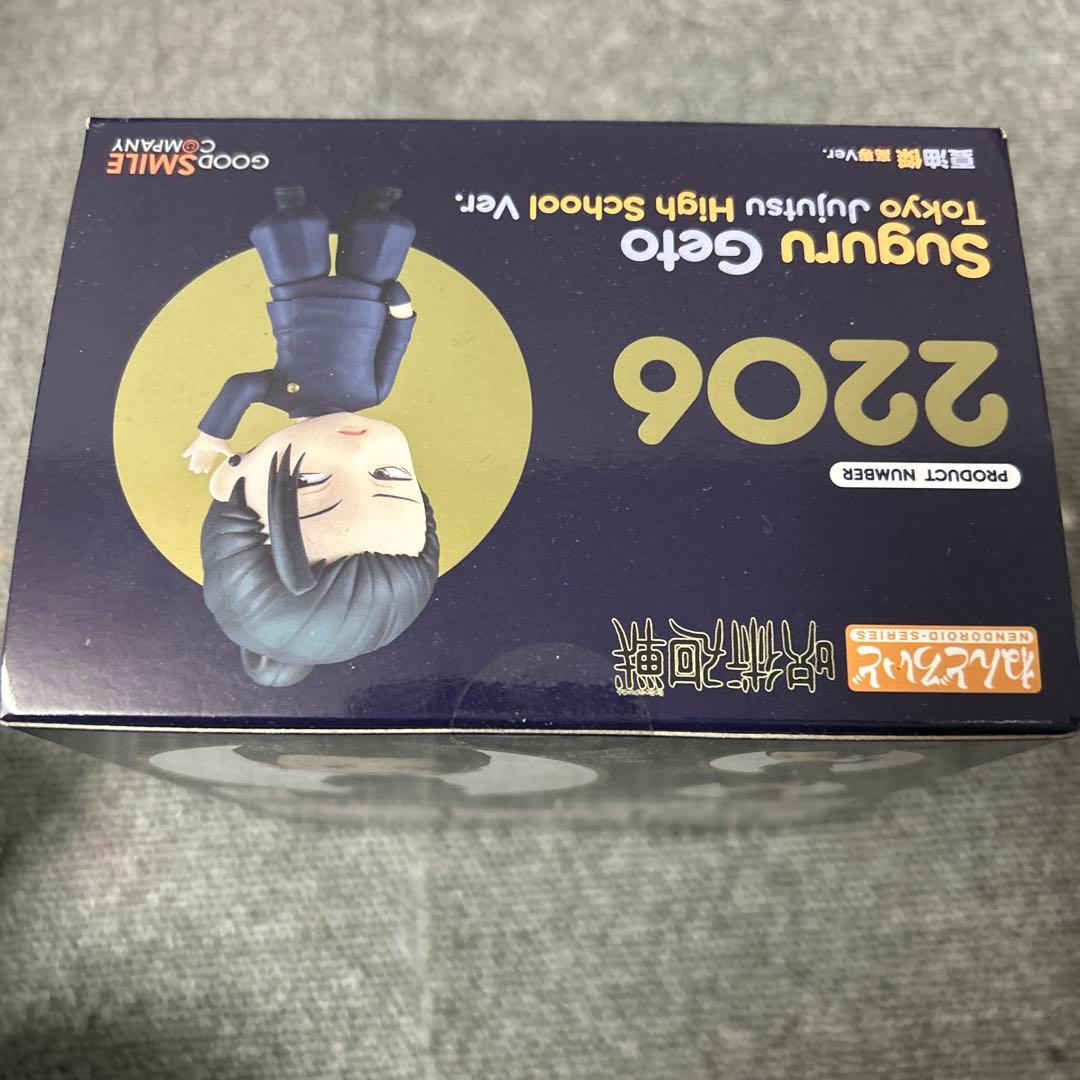 ねんどろいど
NENDOROID-SERIES
呪術廻戦
PRODUCT NUMBER
2206
Suguru Geto
Tokyo Jujutsu High School Ver.
夏油 傑 高専Ver.
GOOD SMILE
COMPANY